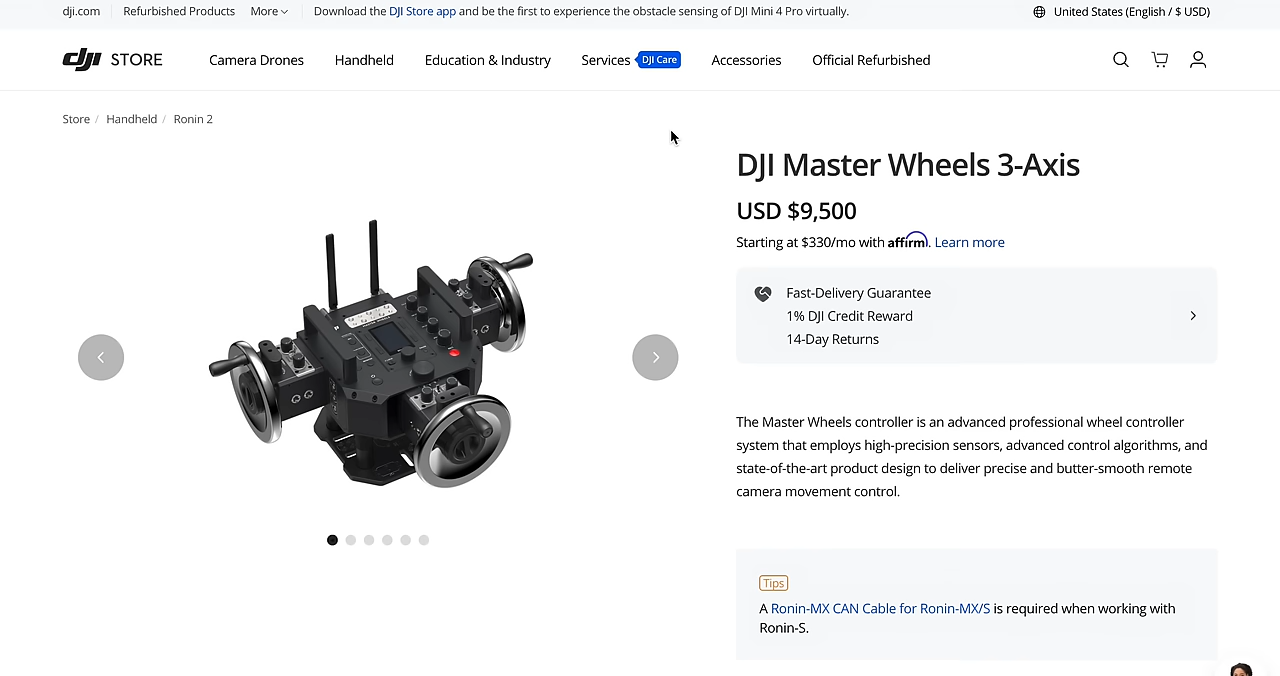 dji.com
Refurbished Products
More
Download the DJI Store app and be the first to experience the obstacle sensing of DJI Mini 4 Pro virtually.
United States (English / $ USD)
dji STORE
Camera Drones
Handheld
Education & Industry
Services
DJI Care
Accessories
Official Refurbished
Store / Handheld / Ronin 2
DJI Master Wheels 3-Axis
USD $9,500
Starting at $330/mo with affirm. Learn more
Fast-Delivery Guarantee
1% DJI Credit Reward
14-Day Returns
The Master Wheels controller is an advanced professional wheel controller
system that employs high-precision sensors, advanced control algorithms, and
state-of-the-art product design to deliver precise and butter-smooth remote
camera movement control.
Tips
A Ronin-MX CAN Cable for Ronin-MX/S is required when working with
Ronin-S.